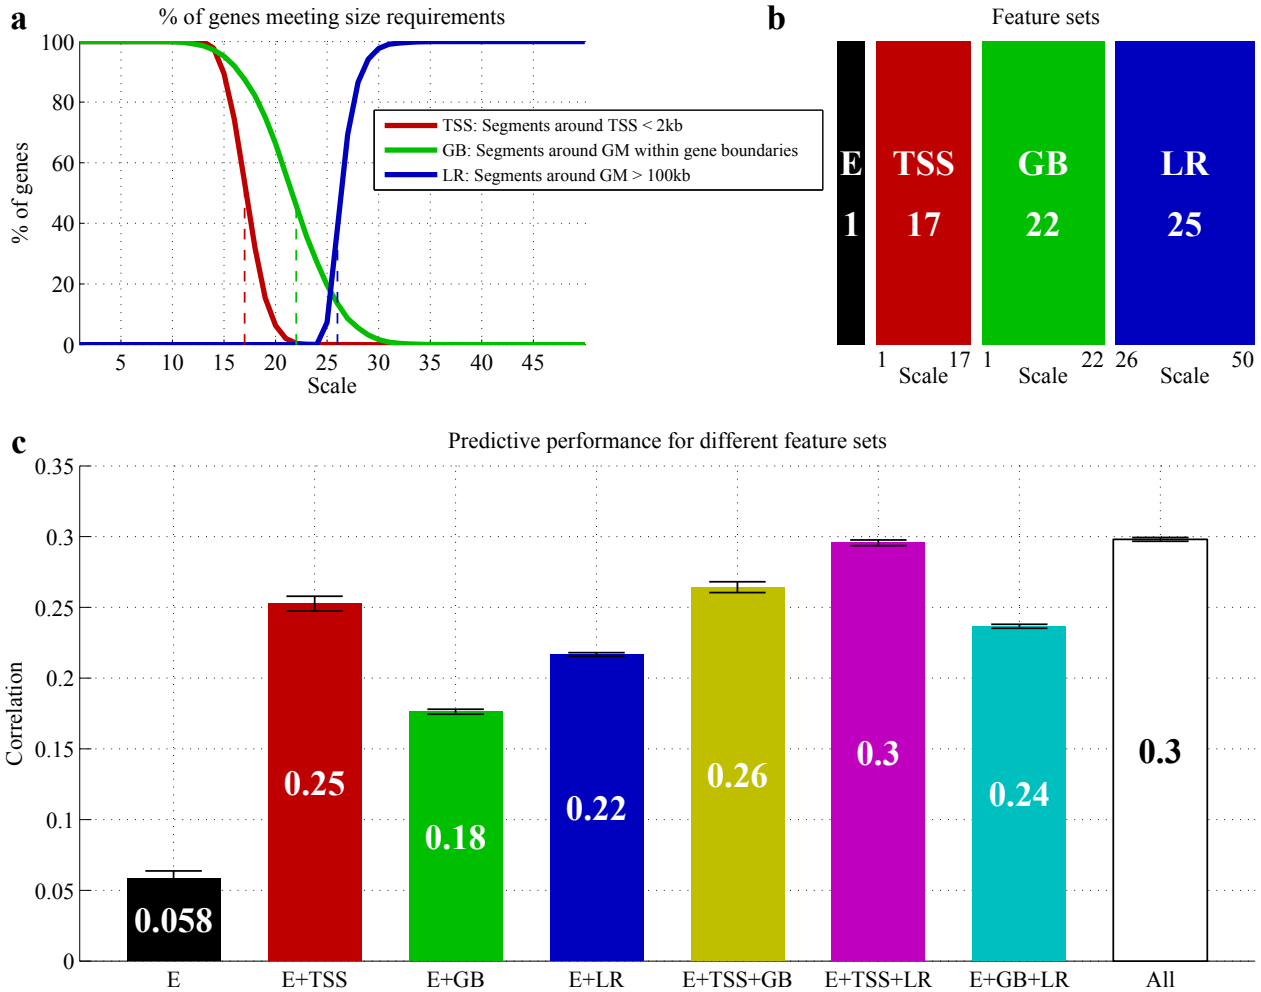 a
% of genes meeting size requirements
100
80
60
40
20
0
% of genes
5 10 15 20 25 30 35 40 45
Scale
TSS: Segments around TSS < 2kb
GB: Segments around GM within gene boundaries
LR: Segments around GM > 100kb
b
Feature sets
E TSS GB LR
1 17 22 25
1 17 1 22 26 50
Scale Scale Scale
c
Predictive performance for different feature sets
0.35
0.3
0.25
0.2
0.15
0.1
0.05
0
Correlation
0.058 0.25 0.18 0.22 0.26 0.3 0.24 0.3
E E+TSS E+GB E+LR E+TSS+GB E+TSS+LR E+GB+LR All